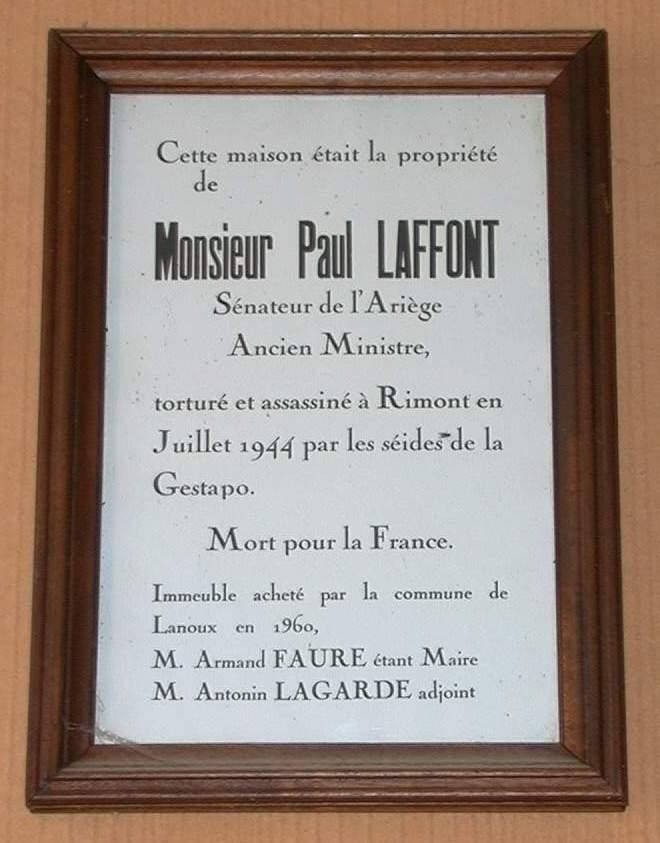 Cette maison était la propriété
de
Monsieur Paul LAFFONT
Sénateur de l'Ariège
Ancien Ministre,
torturé et assassiné à Rimont en
Juillet 1944 par les séides de la
Gestapo.
Mort pour la France.
Immeuble acheté par la commune de
Lanoux en 1960,
M. Armand FAURE étant Maire
M. Antonin LAGARDE adjoint